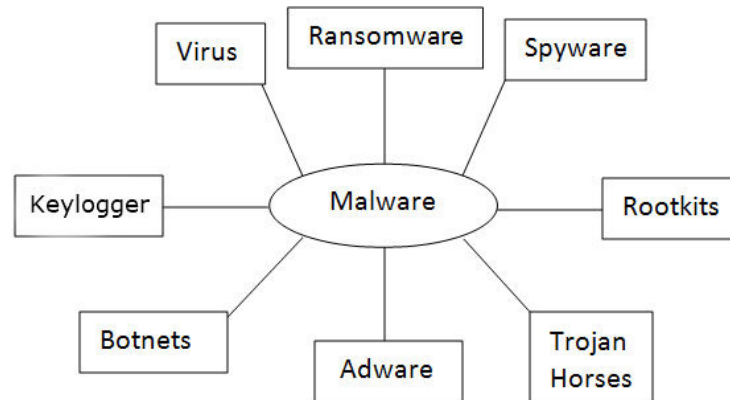 Ransomware
Virus
Spyware
Keylogger
Malware
Rootkits
Botnets
Adware
Trojan
Horses